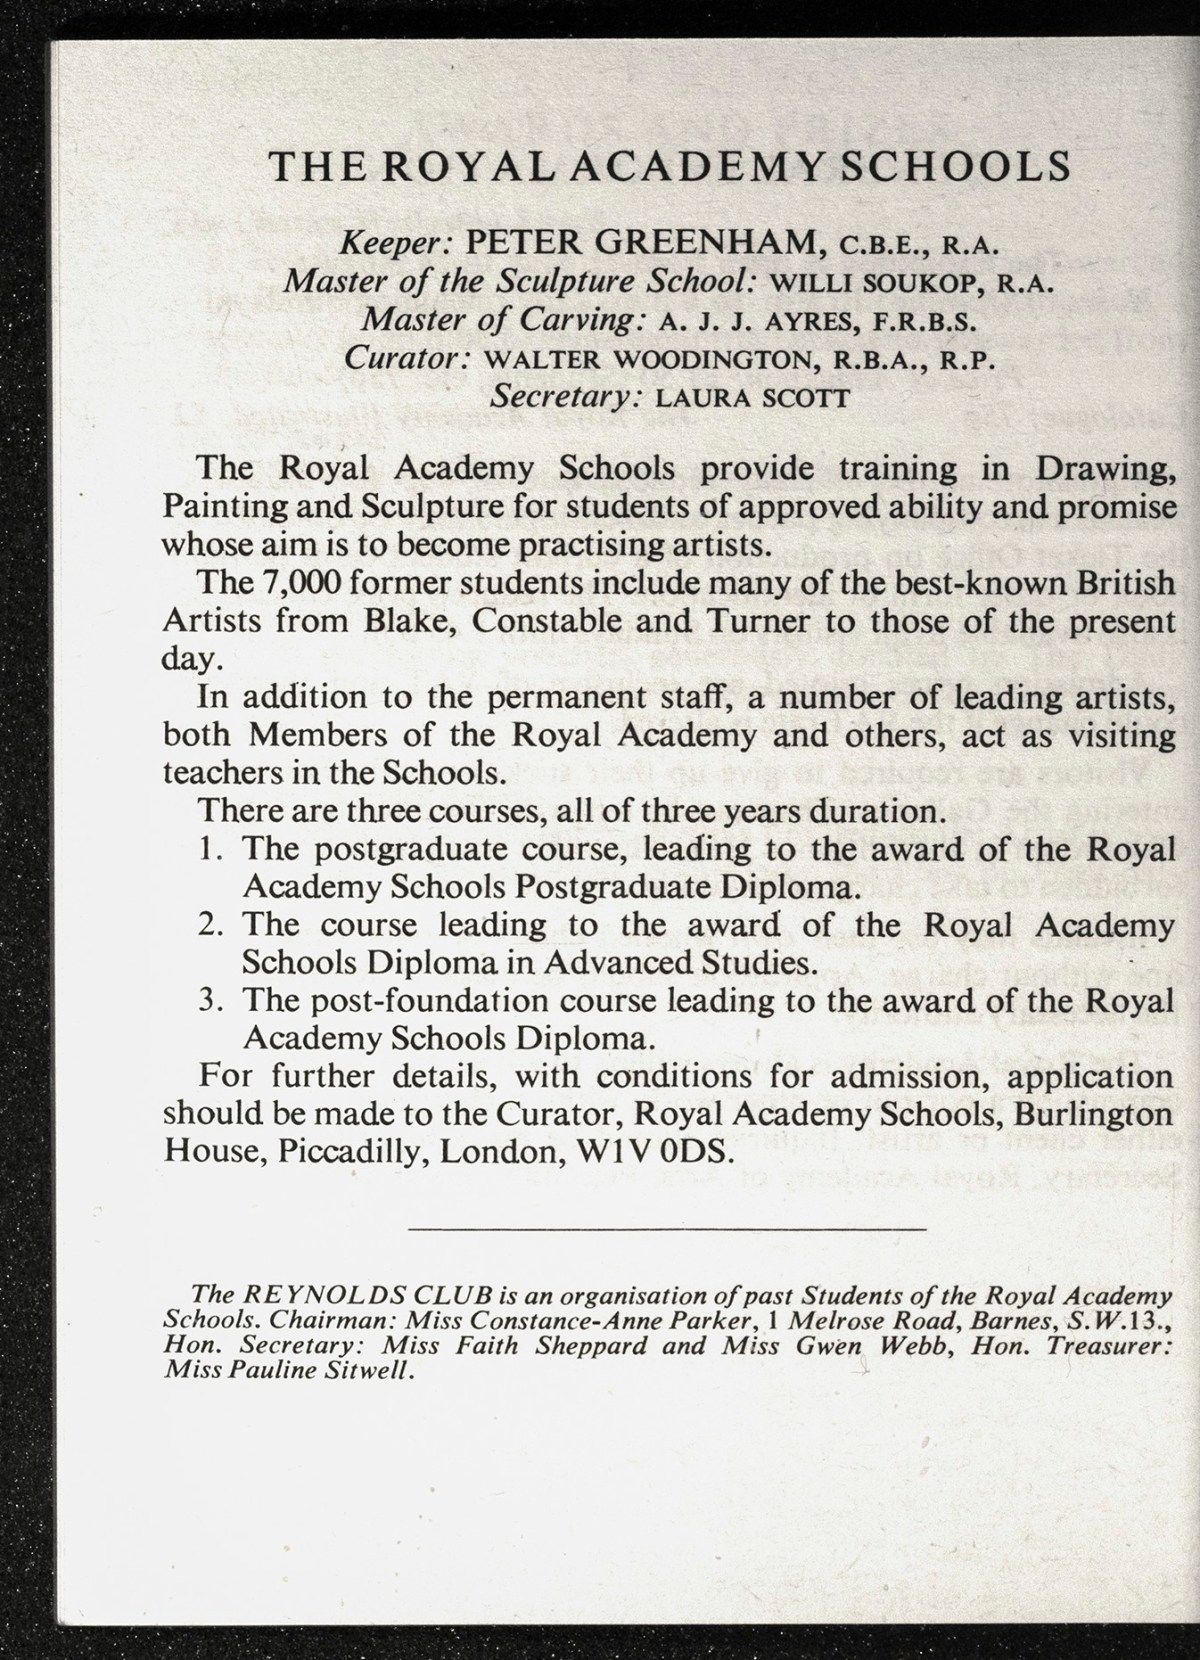 THE ROYAL ACADEMY SCHOOLS
Keeper: PETER GREENHAM, C.B.E., R.A.
Master of the Sculpture School: WILLI SOUKOP, R.A.
Master of Carving: A. J. J. AYRES, F.R.B.S.
Curator: WALTER WOODINGTON, R.B.A., R.P.
Secretary: LAURA SCOTT
The Royal Academy Schools provide training in Drawing,
Painting and Sculpture for students of approved ability and promise
whose aim is to become practising artists.
The 7,000 former students include many of the best-known British
Artists from Blake, Constable and Turner to those of the present
day.
In addition to the permanent staff, a number of leading artists,
both Members of the Royal Academy and others, act as visiting
teachers in the Schools.
There are three courses, all of three years duration.
1. The postgraduate course, leading to the award of the Royal
Academy Schools Postgraduate Diploma.
2. The course leading to the award of the Royal Academy
Schools Diploma in Advanced Studies.
3. The post-foundation course leading to the award of the Royal
Academy Schools Diploma.
For further details, with conditions for admission, application
should be made to the Curator, Royal Academy Schools, Burlington
House, Piccadilly, London, W1V 0DS.
The REYNOLDS CLUB is an organisation of past Students of the Royal Academy
Schools. Chairman: Miss Constance-Anne Parker, 1 Melrose Road, Barnes, S.W.13.,
Hon. Secretary: Miss Faith Sheppard and Miss Gwen Webb, Hon. Treasurer:
Miss Pauline Sitwell.